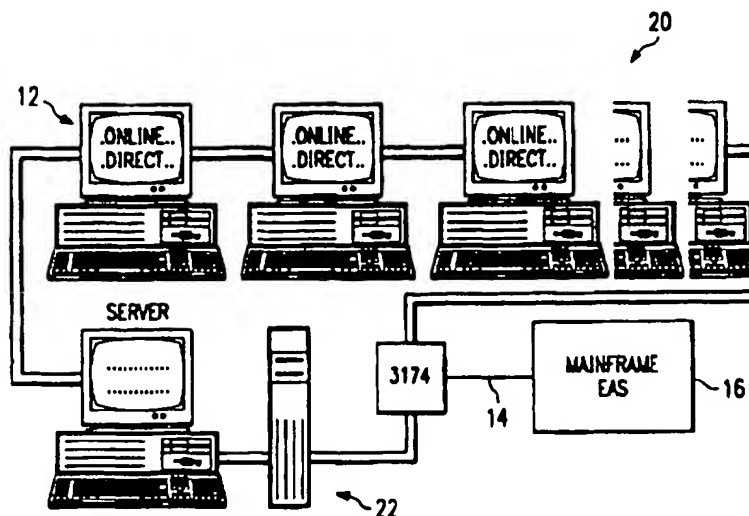 20
12
.ONLINE..
.DIRECT..
.ONLINE..
.DIRECT..
.ONLINE..
.DIRECT..
...
...
...
...
SERVER
............
............
3174
14
MAINFRAME
EAS
16
22